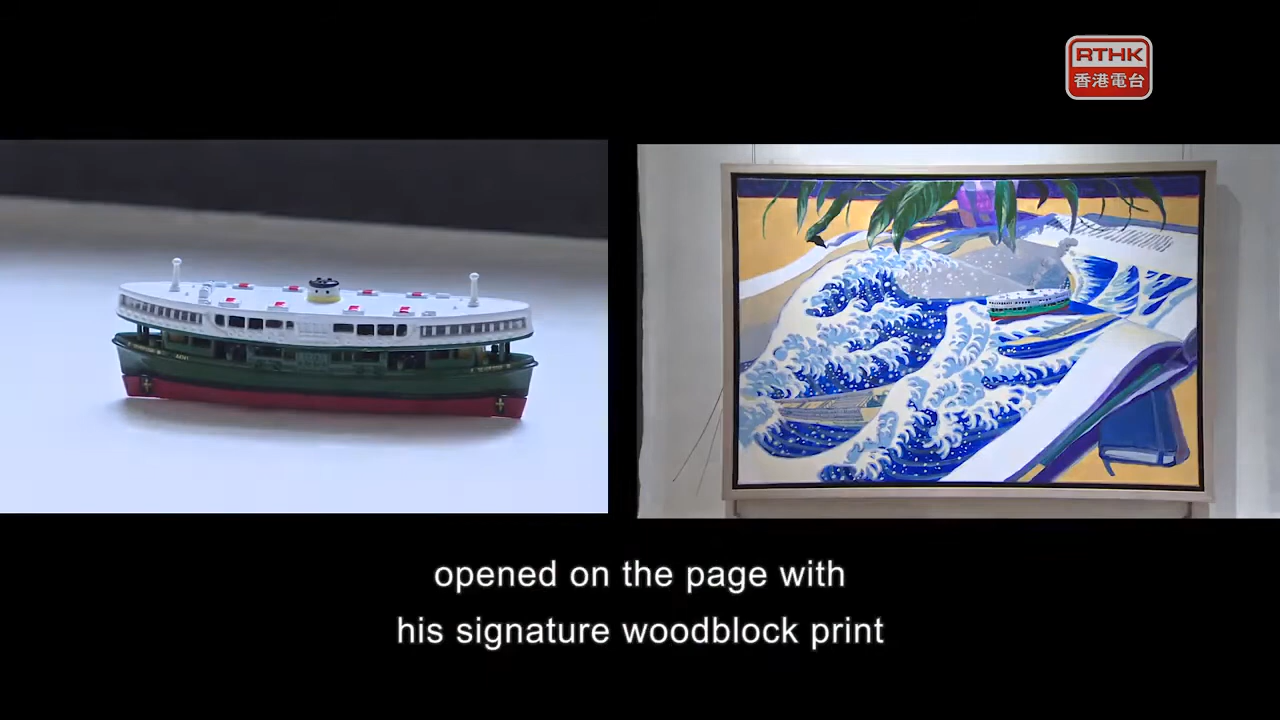 RTHK
香港電台
opened on the page with
his signature woodblock print